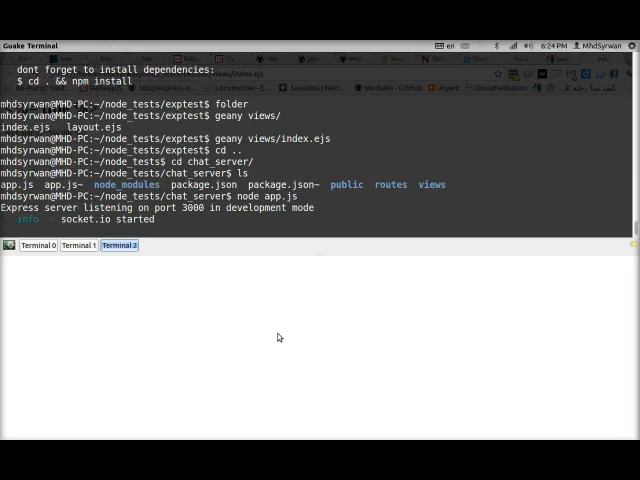 Guake Terminal en 6:24 PM MhdSyrwan
dont forget to install dependencies:
$ cd . && npm install
mhdsyrwan@MHD-PC:~/node_tests/exptest$ folder
mhdsyrwan@MHD-PC:~/node_tests/exptest$ geany views/
index.ejs layout.ejs
mhdsyrwan@MHD-PC:~/node_tests/exptest$ geany views/index.ejs
mhdsyrwan@MHD-PC:~/node_tests/exptest$ cd ..
mhdsyrwan@MHD-PC:~/node_tests$ cd chat_server/
mhdsyrwan@MHD-PC:~/node_tests/chat_server$ ls
app.js app.js~ node_modules package.json package.json~ public routes views
mhdsyrwan@MHD-PC:~/node_tests/chat_server$ node app.js
Express server listening on port 3000 in development mode
info - socket.io started
Terminal 0 Terminal 1 Terminal 2